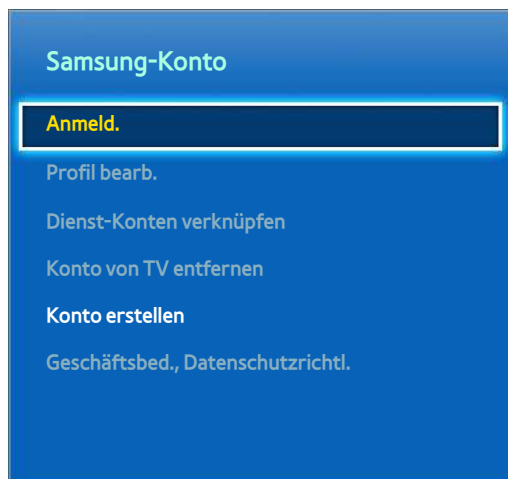 Samsung-Konto
Anmeld.
Profil bearb.
Dienst-Konten verknüpfen
Konto von TV entfernen
Konto erstellen
Geschäftsbed., Datenschutzrichtl.